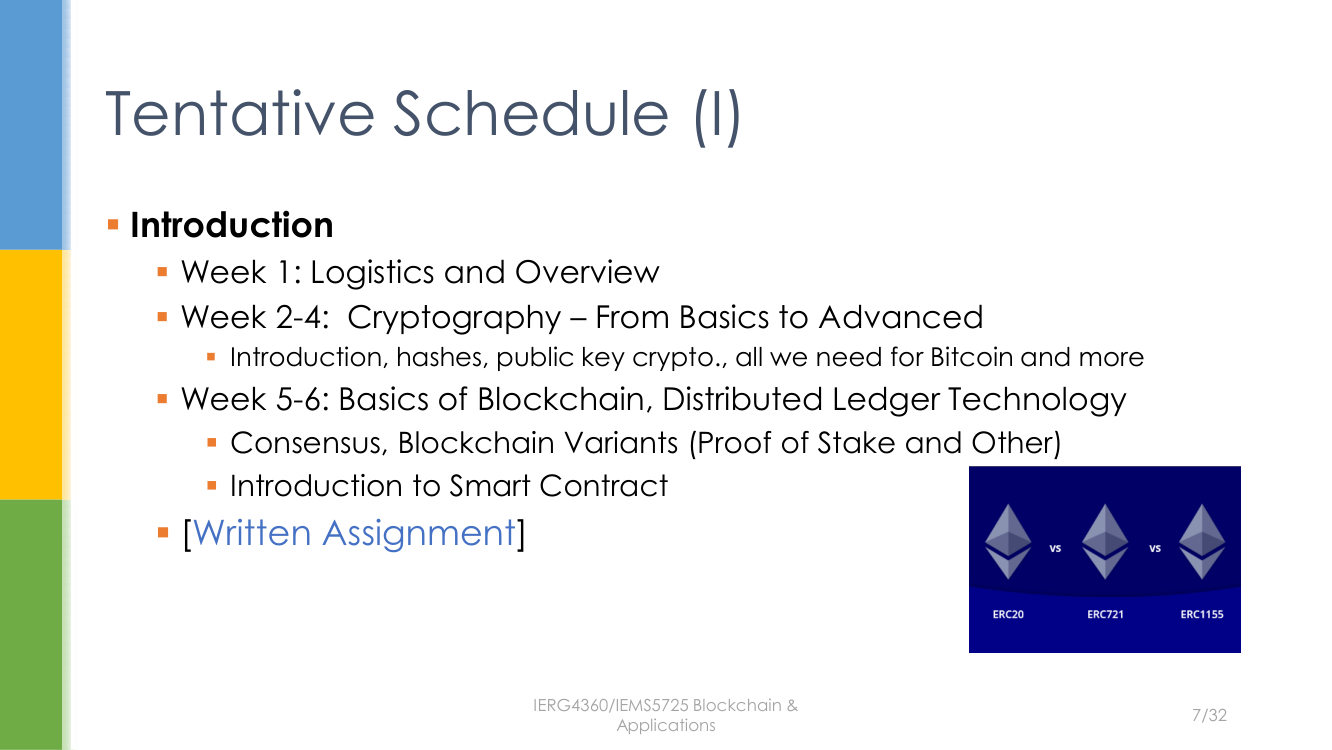 Tentative Schedule (I)
Introduction
Week 1: Logistics and Overview
Week 2-4:  Cryptography – From Basics to Advanced
Introduction, hashes, public key crypto., all we need for Bitcoin and more
Week 5-6: Basics of Blockchain, Distributed Ledger Technology
Consensus, Blockchain Variants (Proof of Stake and Other)
Introduction to Smart Contract
[Written Assignment]
vs vs
ERC20 ERC721 ERC1155
IERG4360/IEMS5725 Blockchain &
Applications
7/32